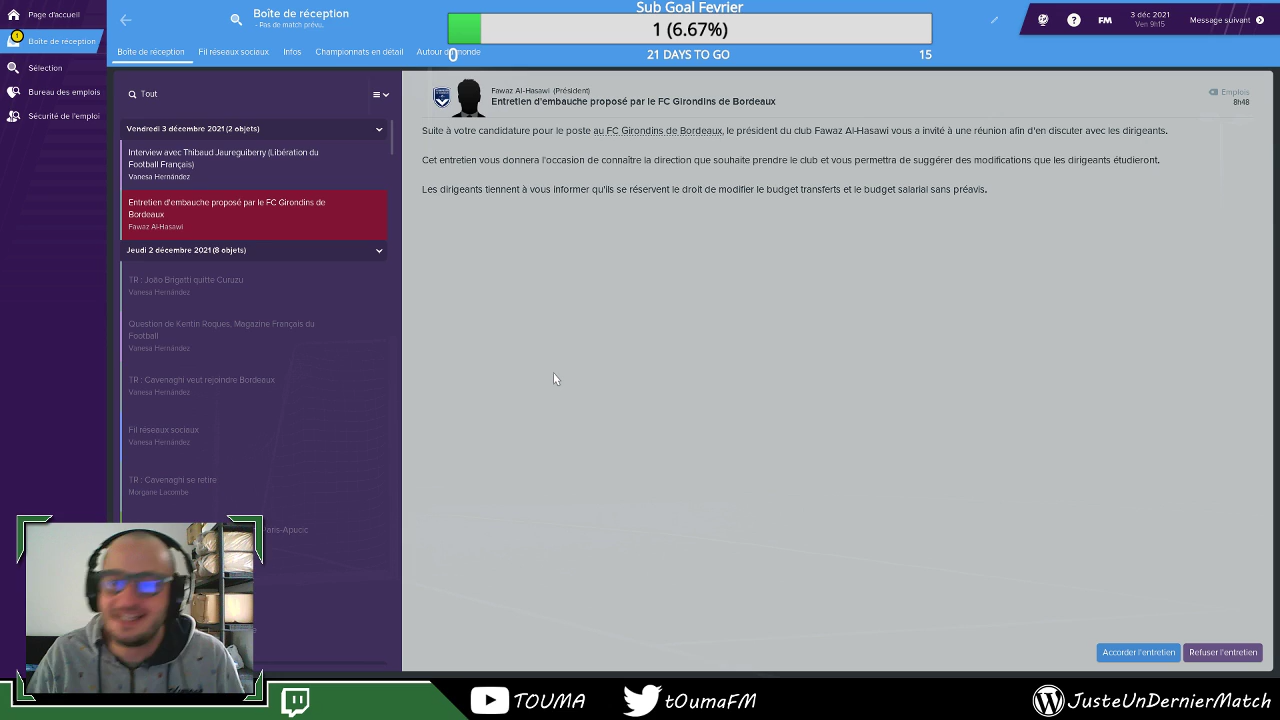 Page d'accueil
Boîte de réception
1
Sélection
Bureau des emplois
Sécurité de l'emploi
Boîte de réception
- Pas de match prévu.
Boîte de réception
Fil réseaux sociaux
Infos
Championnats en détail
Autour du monde
Sub Goal Fevrier
1 (6.67%)
0
21 DAYS TO GO
15
FM
3 déc 2021
Ven 9h15
Message suivant
Tout
Vendredi 3 décembre 2021 (2 objets)
Interview avec Thibaud Jaureguiberry (Libération du
Football Français)
Vanesa Hernández
Entretien d'embauche proposé par le FC Girondins de
Bordeaux
Fawaz Al-Hasawi
Jeudi 2 décembre 2021 (8 objets)
TR : João Brigatti quitte Curuzu
Vanesa Hernández
Question de Kentin Roques, Magazine Français du
Football
Vanesa Hernández
TR : Cavenaghi veut rejoindre Bordeaux
Vanesa Hernández
Fil réseaux sociaux
Vanesa Hernández
TR : Cavenaghi se retire
Morgane Lacombe
Paris-Apucic
Fawaz Al-Hasawi (Président)
Entretien d'embauche proposé par le FC Girondins de Bordeaux
Emplois
8h48
Suite à votre candidature pour le poste au FC Girondins de Bordeaux, le président du club Fawaz Al-Hasawi vous a invité à une réunion afin d'en discuter avec les dirigeants.
Cet entretien vous donnera l'occasion de connaître la direction que souhaite prendre le club et vous permettra de suggérer des modifications que les dirigeants étudieront.
Les dirigeants tiennent à vous informer qu'ils se réservent le droit de modifier le budget transferts et le budget salarial sans préavis.
Accorder l'entretien
Refuser l'entretien
TOUMA
tOumaFM
JusteUnDernierMatch